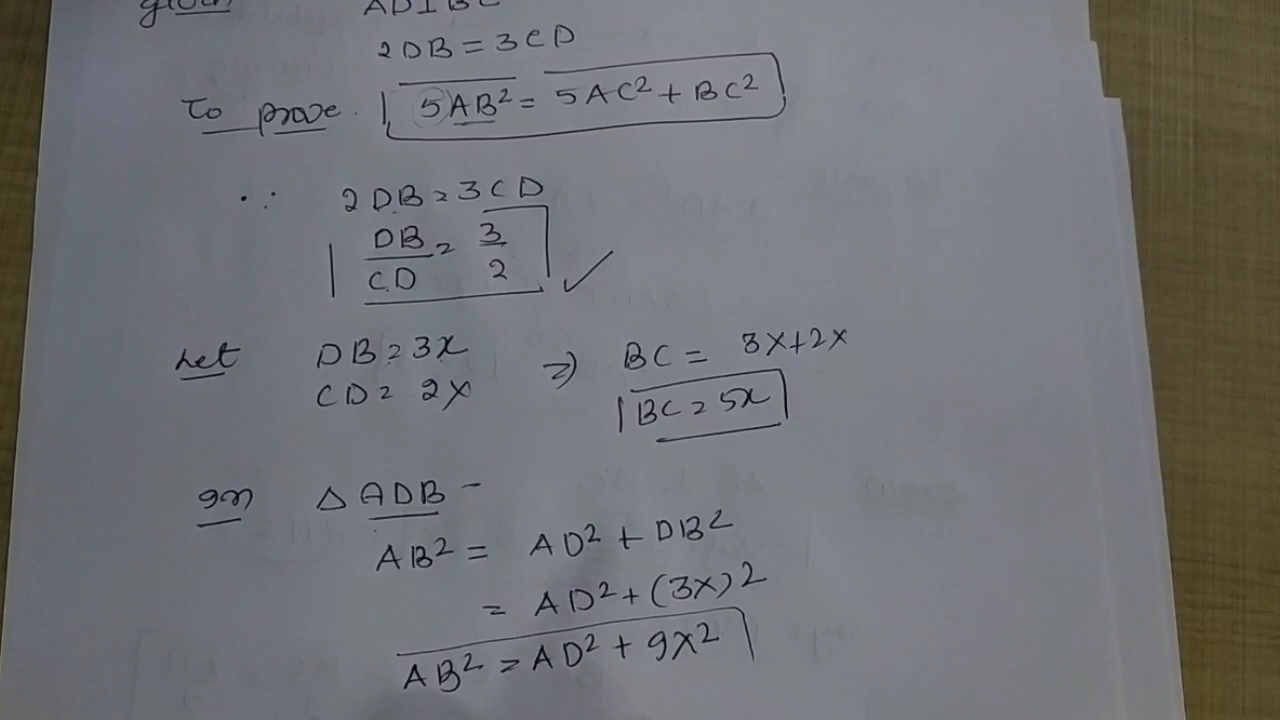 given AD⊥BC
2DB = 3CD
To prove. 5AB² = 5AC² + BC²
∵ 2DB = 3CD
DB/CD = 3/2 ✓
Let DB = 3x ⇒ BC = 3x+2x
CD = 2x BC = 5x
In △ADB -
AB² = AD² + DB²
= AD² + (3x)2
AB² = AD² + 9x²